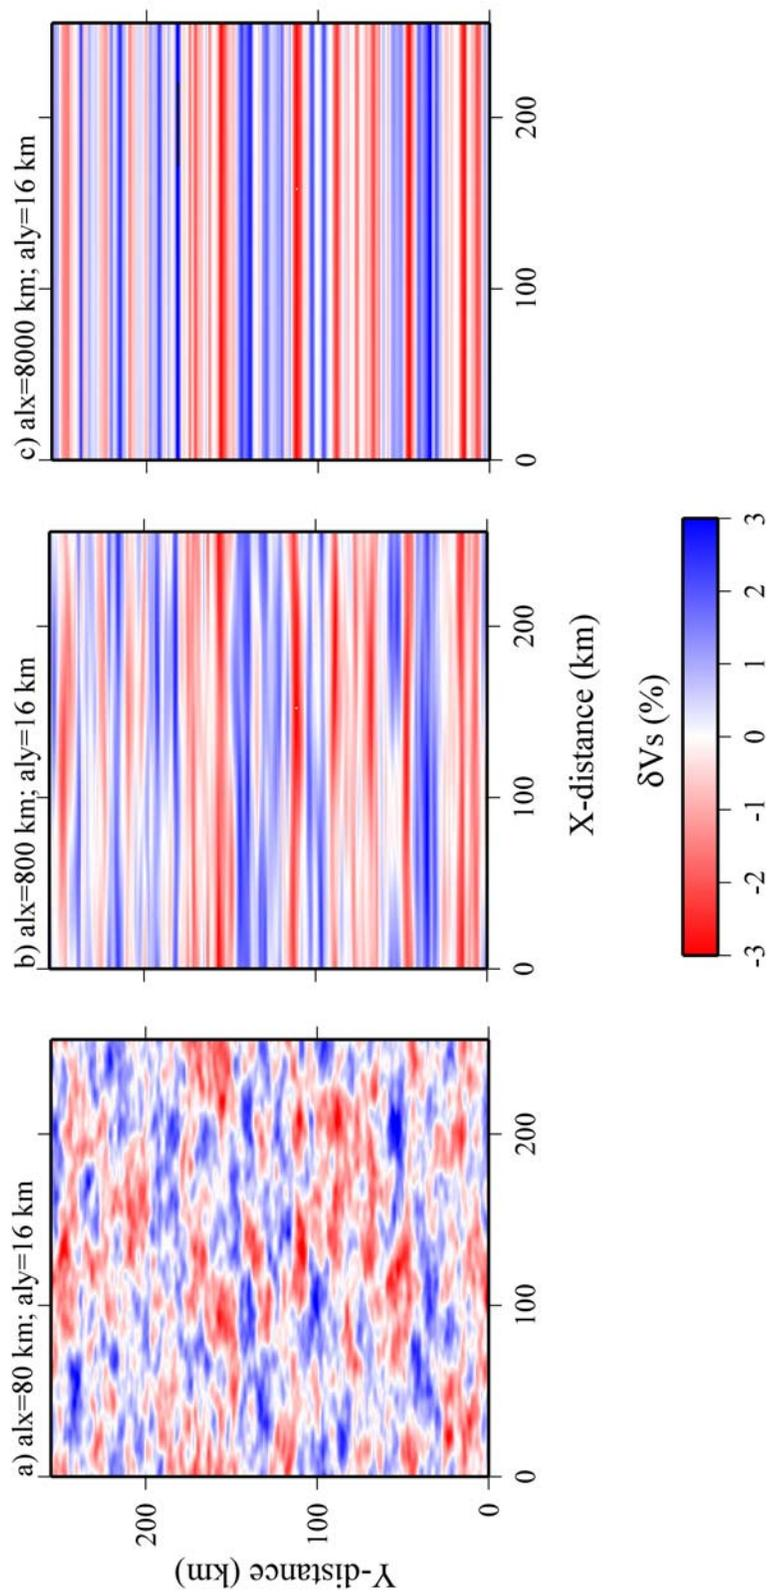 a) alx=80 km; aly=16 km
b) alx=800 km; aly=16 km
c) alx=8000 km; aly=16 km
Y-distance (km)
200
100
0
0 100 200
0 100 200
0 100 200
X-distance (km)
δVs (%)
-3 -2 -1 0 1 2 3